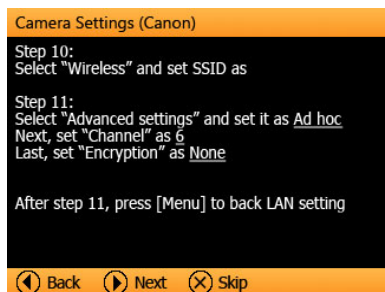 Camera Settings (Canon)
Step 10:
Select “Wireless” and set SSID as
Step 11:
Select “Advanced settings” and set it as Ad hoc
Next, set “Channel” as 6
Last, set “Encryption” as None
After step 11, press [Menu] to back LAN setting
Back Next Skip